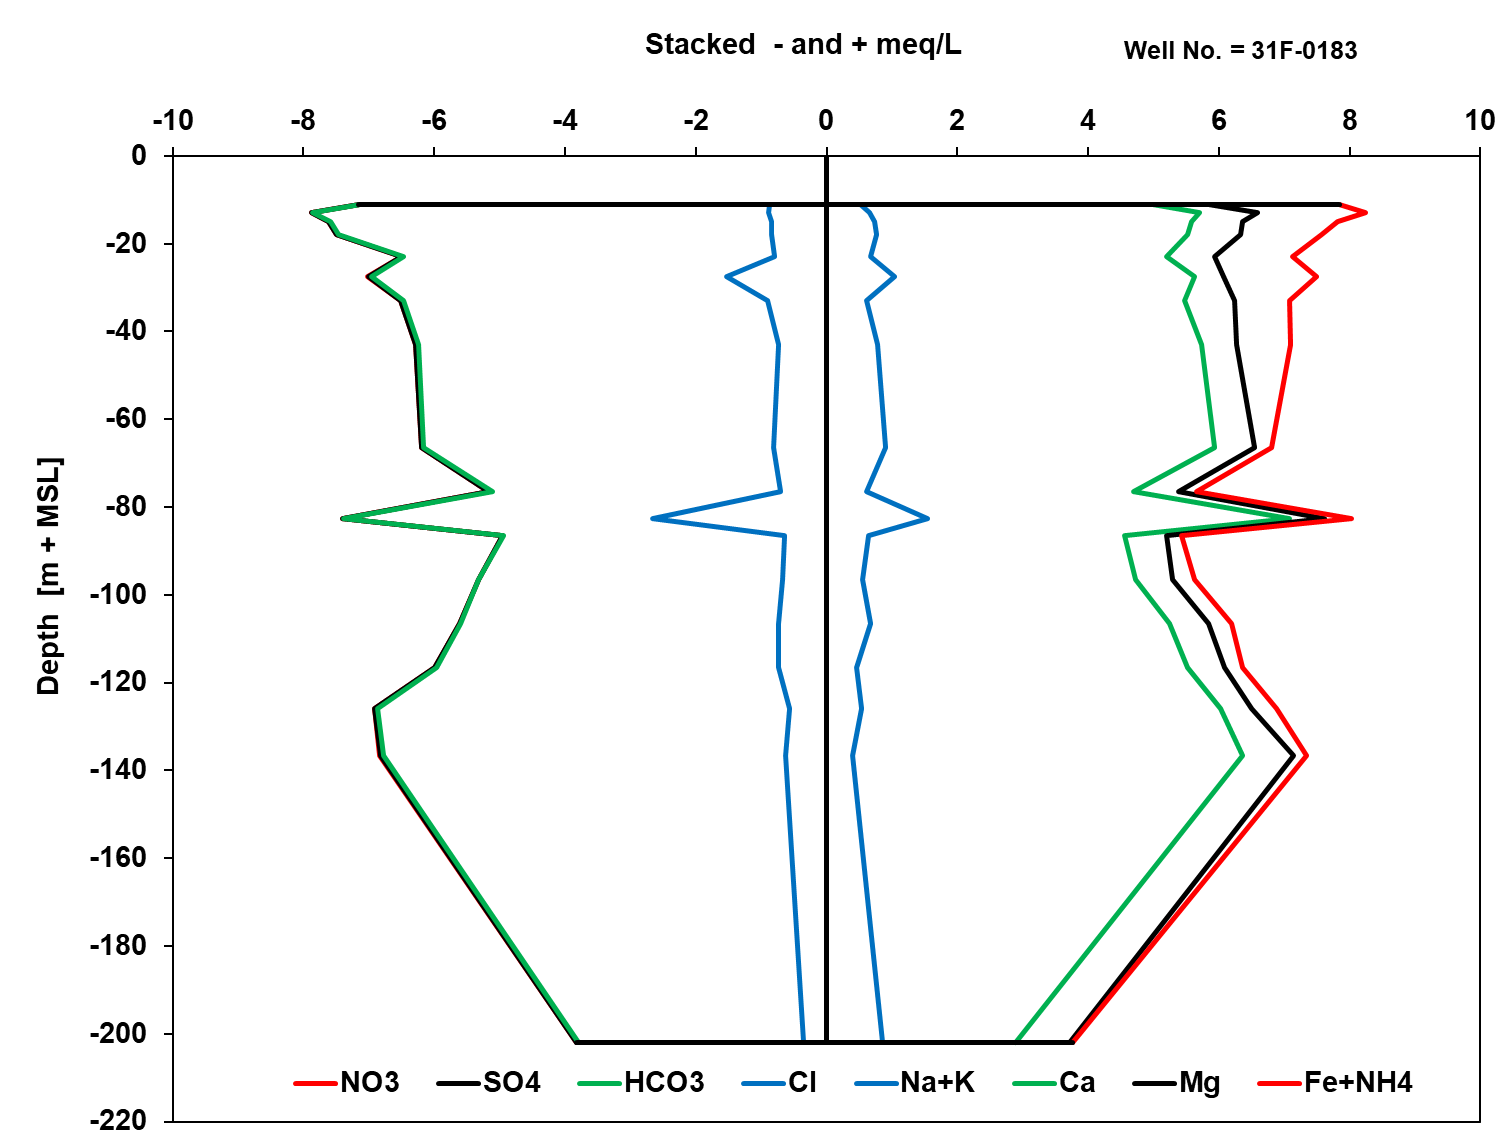 Stacked  - and + meq/L
Well No. = 31F-0183
-10 -8 -6 -4 -2 0 2 4 6 8 10
0
-20
-40
-60
-80
-100
-120
-140
-160
-180
-200
-220
Depth  [m + MSL]
NO3 SO4 HCO3 Cl Na+K Ca Mg Fe+NH4